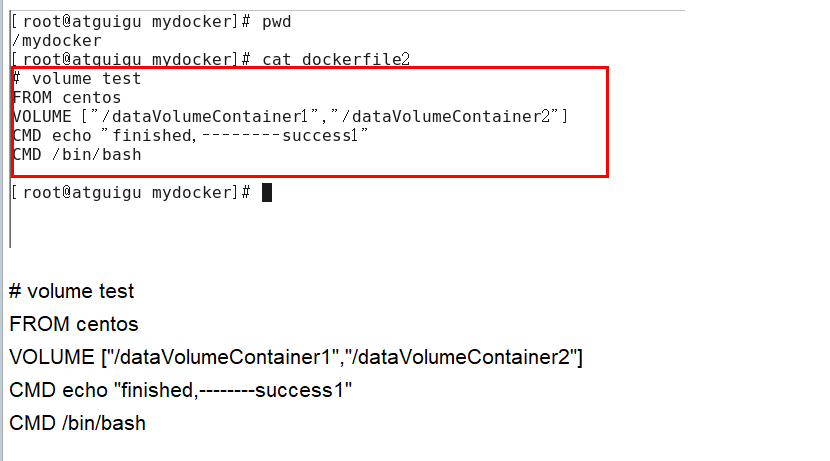 [root@atguigu mydocker]# pwd
/mydocker
[root@atguigu mydocker]# cat dockerfile2
# volume test
FROM centos
VOLUME ["/dataVolumeContainer1","/dataVolumeContainer2"]
CMD echo "finished,--------success1"
CMD /bin/bash
[root@atguigu mydocker]#
# volume test
FROM centos
VOLUME ["/dataVolumeContainer1","/dataVolumeContainer2"]
CMD echo "finished,--------success1"
CMD /bin/bash